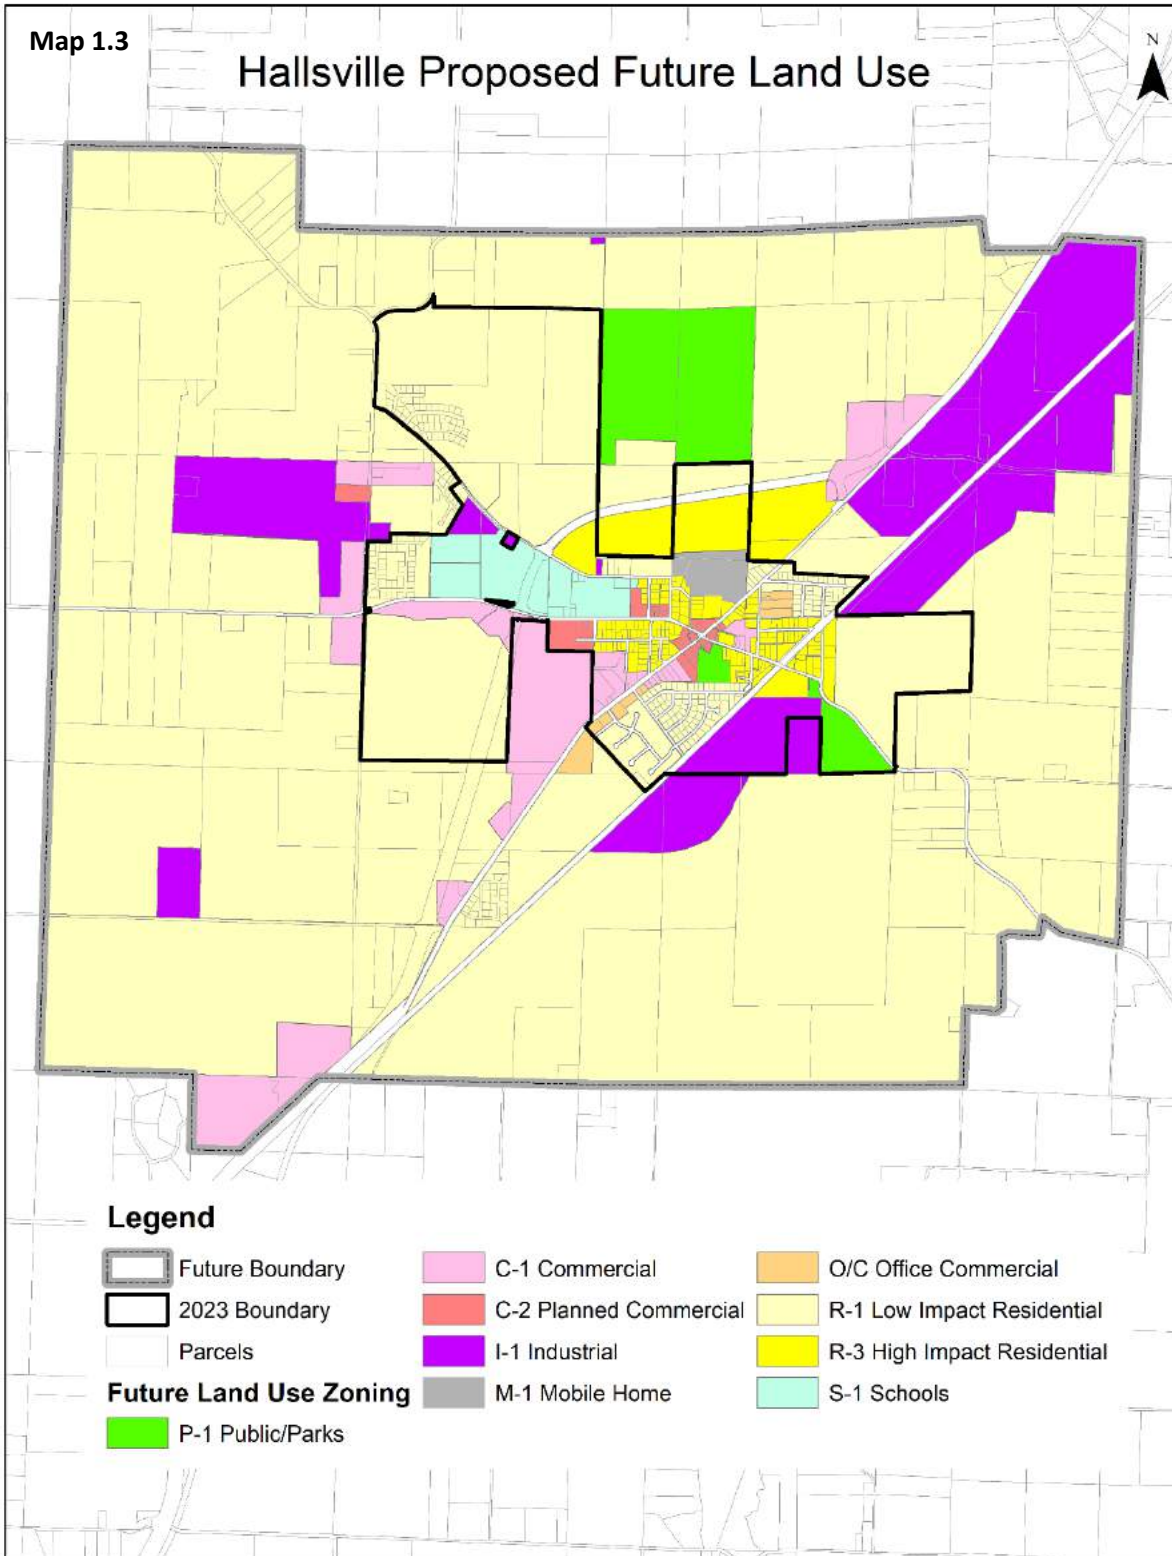 Map 1.3
Hallsville Proposed Future Land Use
N
Legend
Future Boundary
2023 Boundary
Parcels
Future Land Use Zoning
P-1 Public/Parks
C-1 Commercial
C-2 Planned Commercial
I-1 Industrial
M-1 Mobile Home
O/C Office Commercial
R-1 Low Impact Residential
R-3 High Impact Residential
S-1 Schools